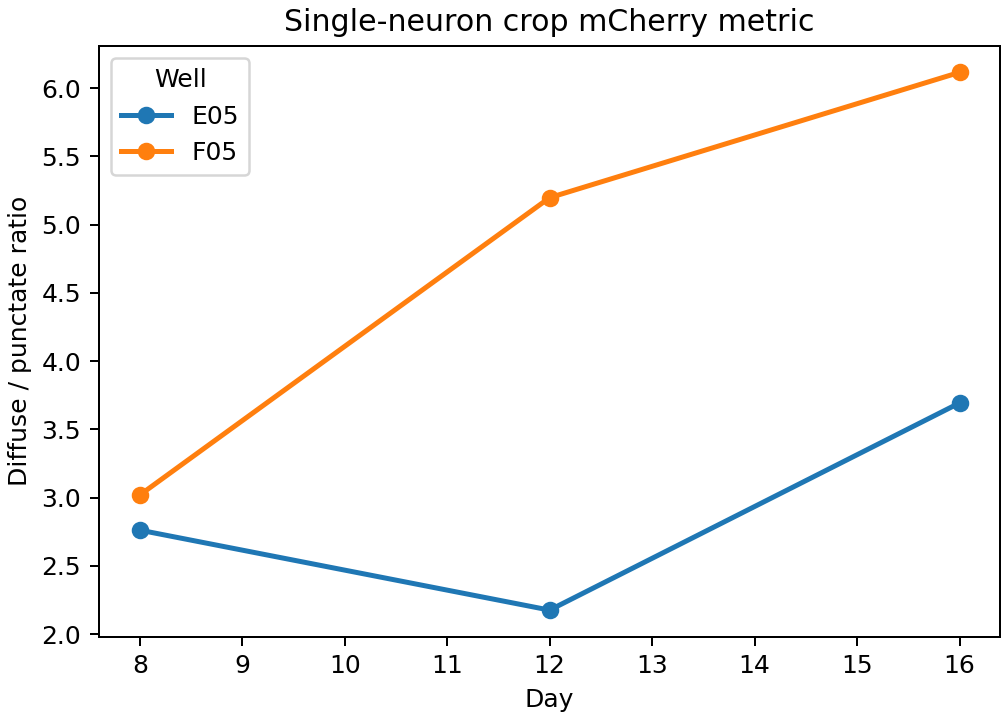 Single-neuron crop mCherry metric
Well
E05
F05
Diffuse / punctate ratio
6.0
5.5
5.0
4.5
4.0
3.5
3.0
2.5
2.0
8 9 10 11 12 13 14 15 16
Day